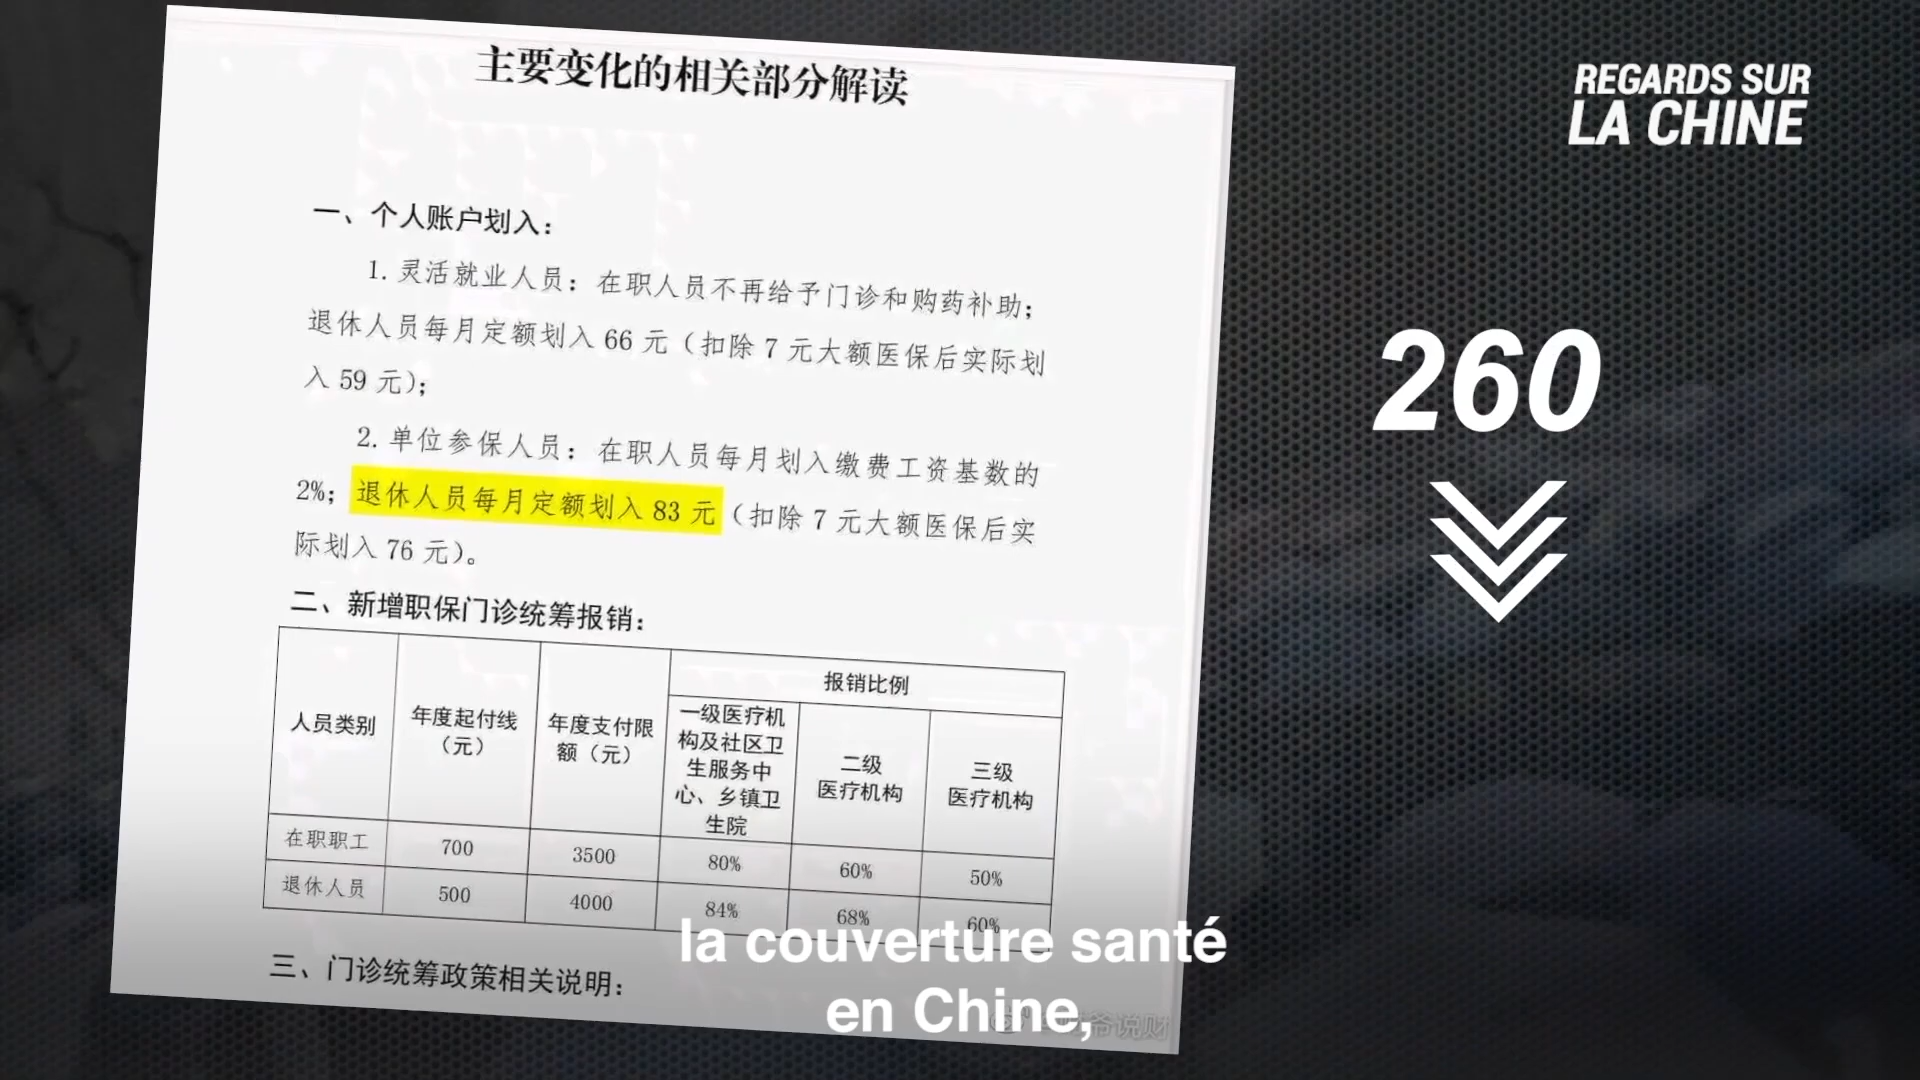 主要变化的相关部分解读
REGARDS SUR
LA CHINE
一、个人账户划入：
1. 灵活就业人员：在职人员不再给予门诊和购药补助；
退休人员每月定额划入 66 元（扣除 7 元大额医保后实际划
入 59 元）；
2. 单位参保人员：在职人员每月划入缴费工资基数的
2%；退休人员每月定额划入 83 元（扣除 7 元大额医保后实
际划入 76 元）。
260
二、新增职保门诊统筹报销：
人员类别
年度起付线
（元）
年度支付限
额（元）
报销比例
一级医疗机
构及社区卫
生服务中
心、乡镇卫
生院
二级
医疗机构
三级
医疗机构
在职职工 700 3500 80% 60% 50%
退休人员 500 4000 84% 68% 60%
三、门诊统筹政策相关说明：
la couverture santé
en Chine,
爷说财